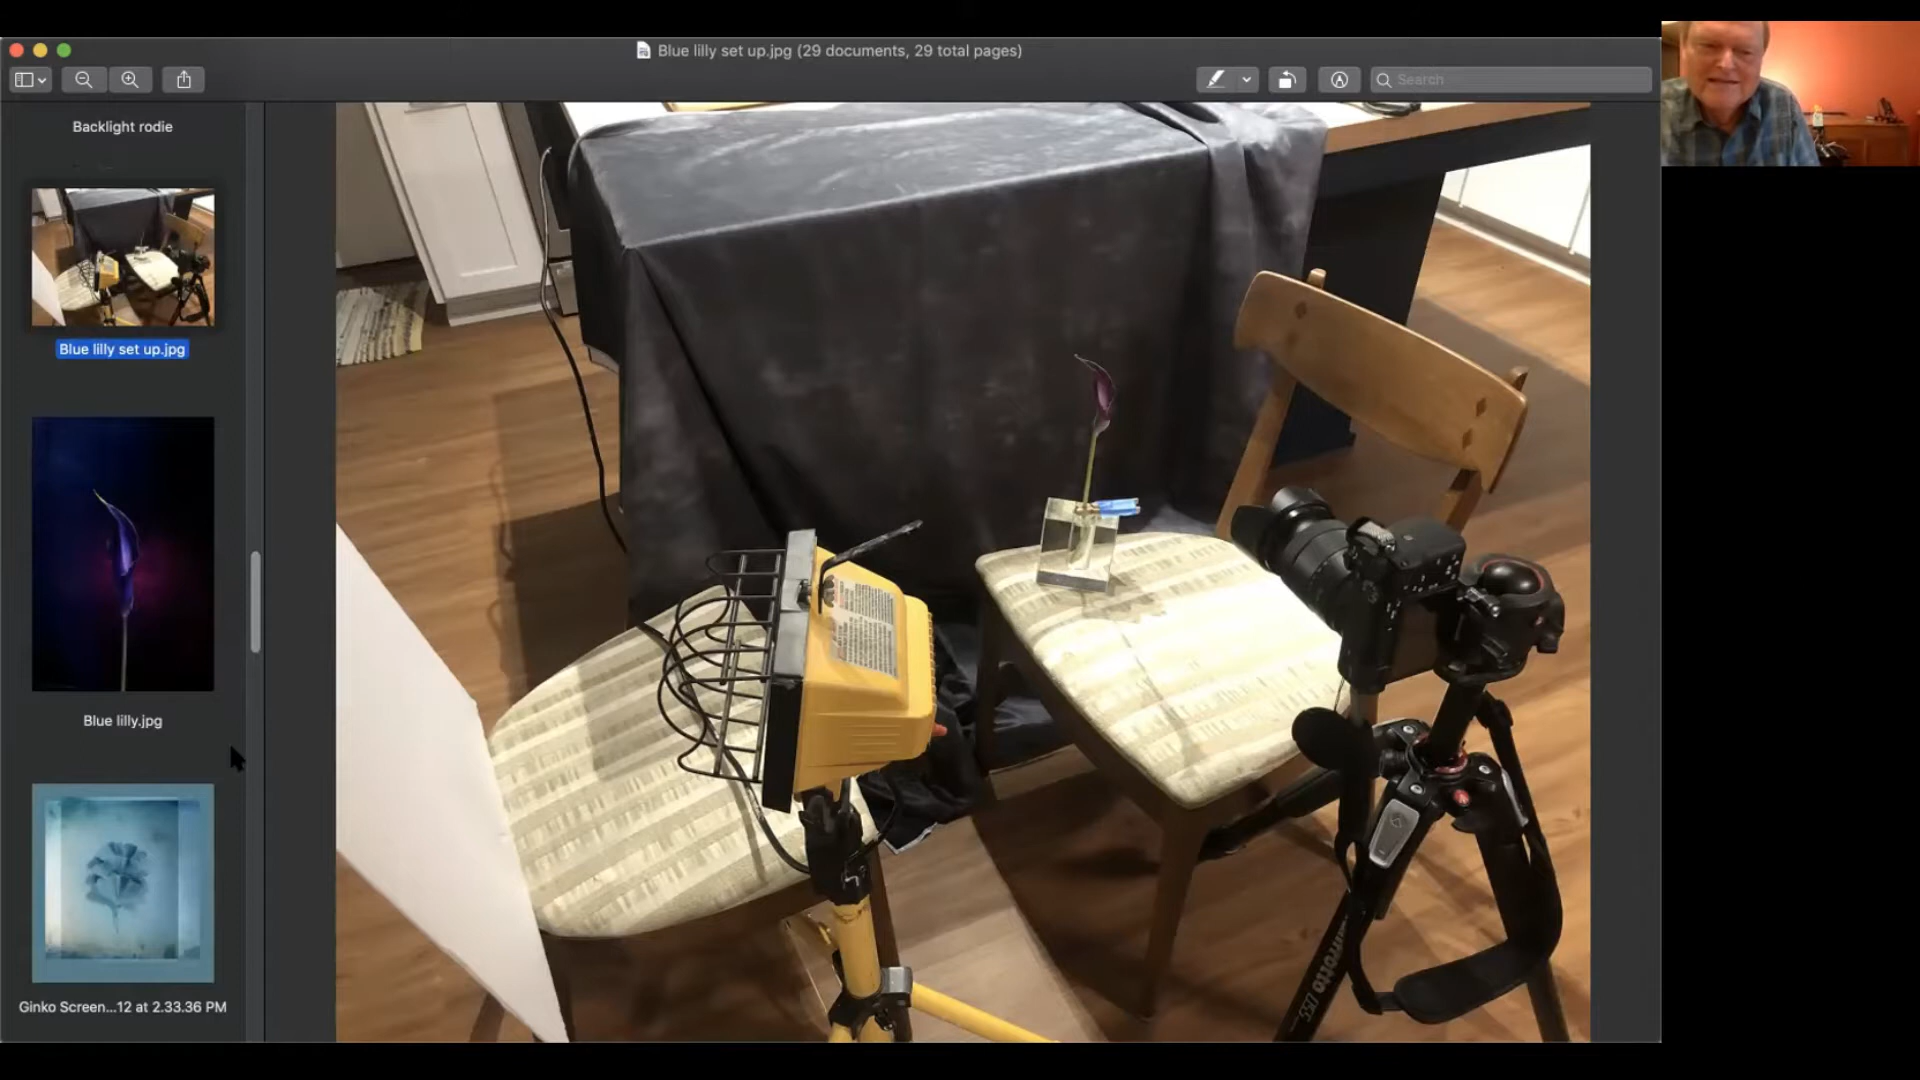 Blue lilly set up.jpg (29 documents, 29 total pages)
Search
Backlight rodie
Blue lilly set up.jpg
Blue lilly.jpg
Ginko Screen...12 at 2.33.36 PM